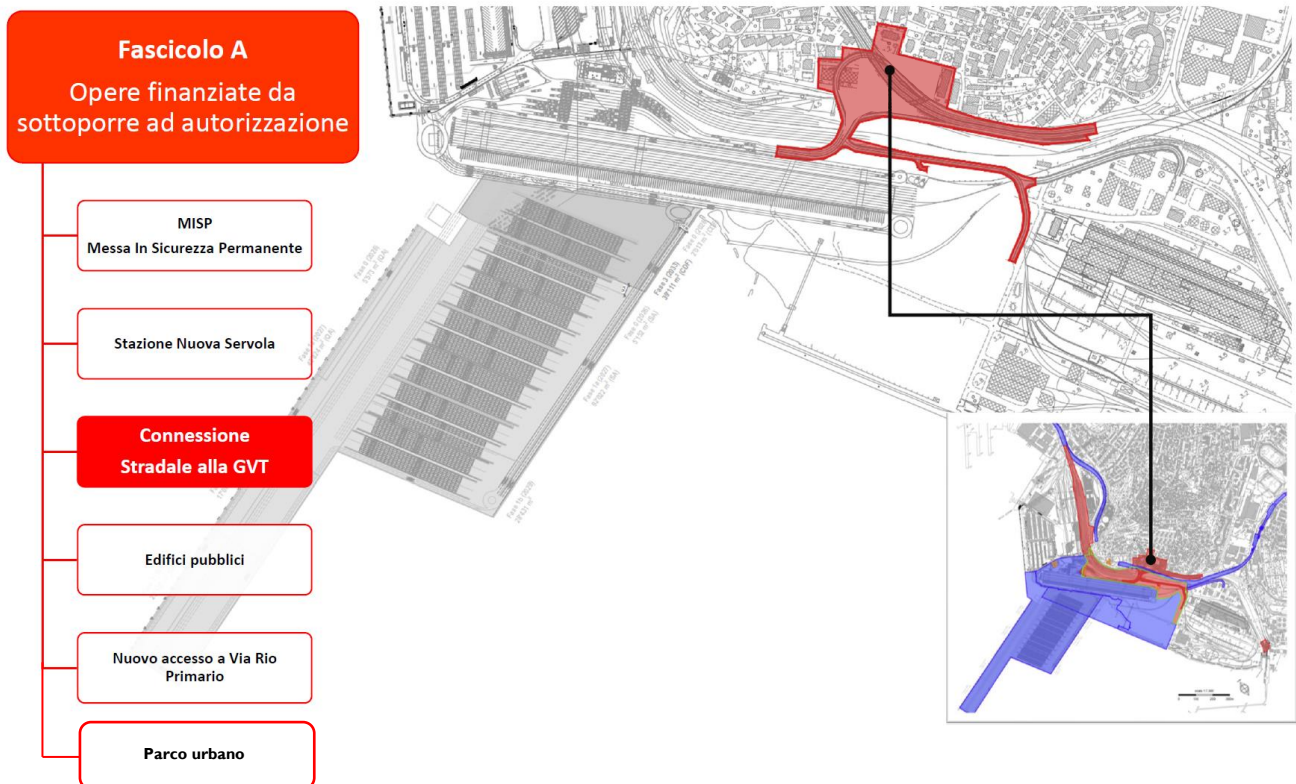 Fascicolo A
Opere finanziate da
sottoporre ad autorizzazione
MISP
Messa In Sicurezza Permanente
Stazione Nuova Servola
Connessione
Stradale alla GVT
Edifici pubblici
Nuovo accesso a Via Rio
Primario
Parco urbano